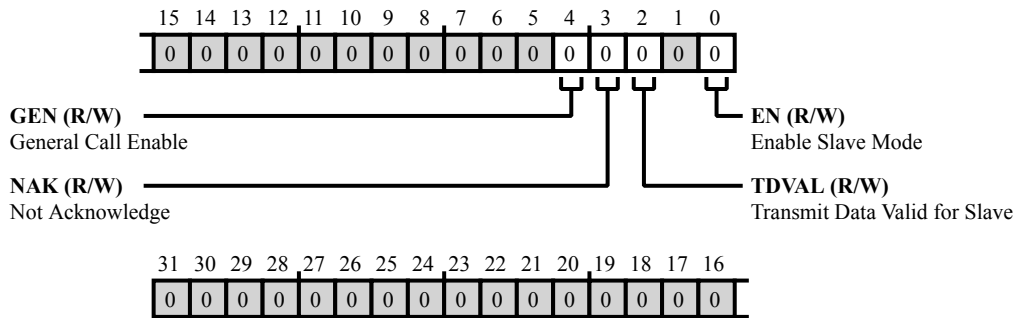 15 14 13 12 11 10 9 8 7 6 5 4 3 2 1 0
0 0 0 0 0 0 0 0 0 0 0 0 0 0 0 0
GEN (R/W)
General Call Enable
EN (R/W)
Enable Slave Mode
NAK (R/W)
Not Acknowledge
TDVAL (R/W)
Transmit Data Valid for Slave
31 30 29 28 27 26 25 24 23 22 21 20 19 18 17 16
0 0 0 0 0 0 0 0 0 0 0 0 0 0 0 0